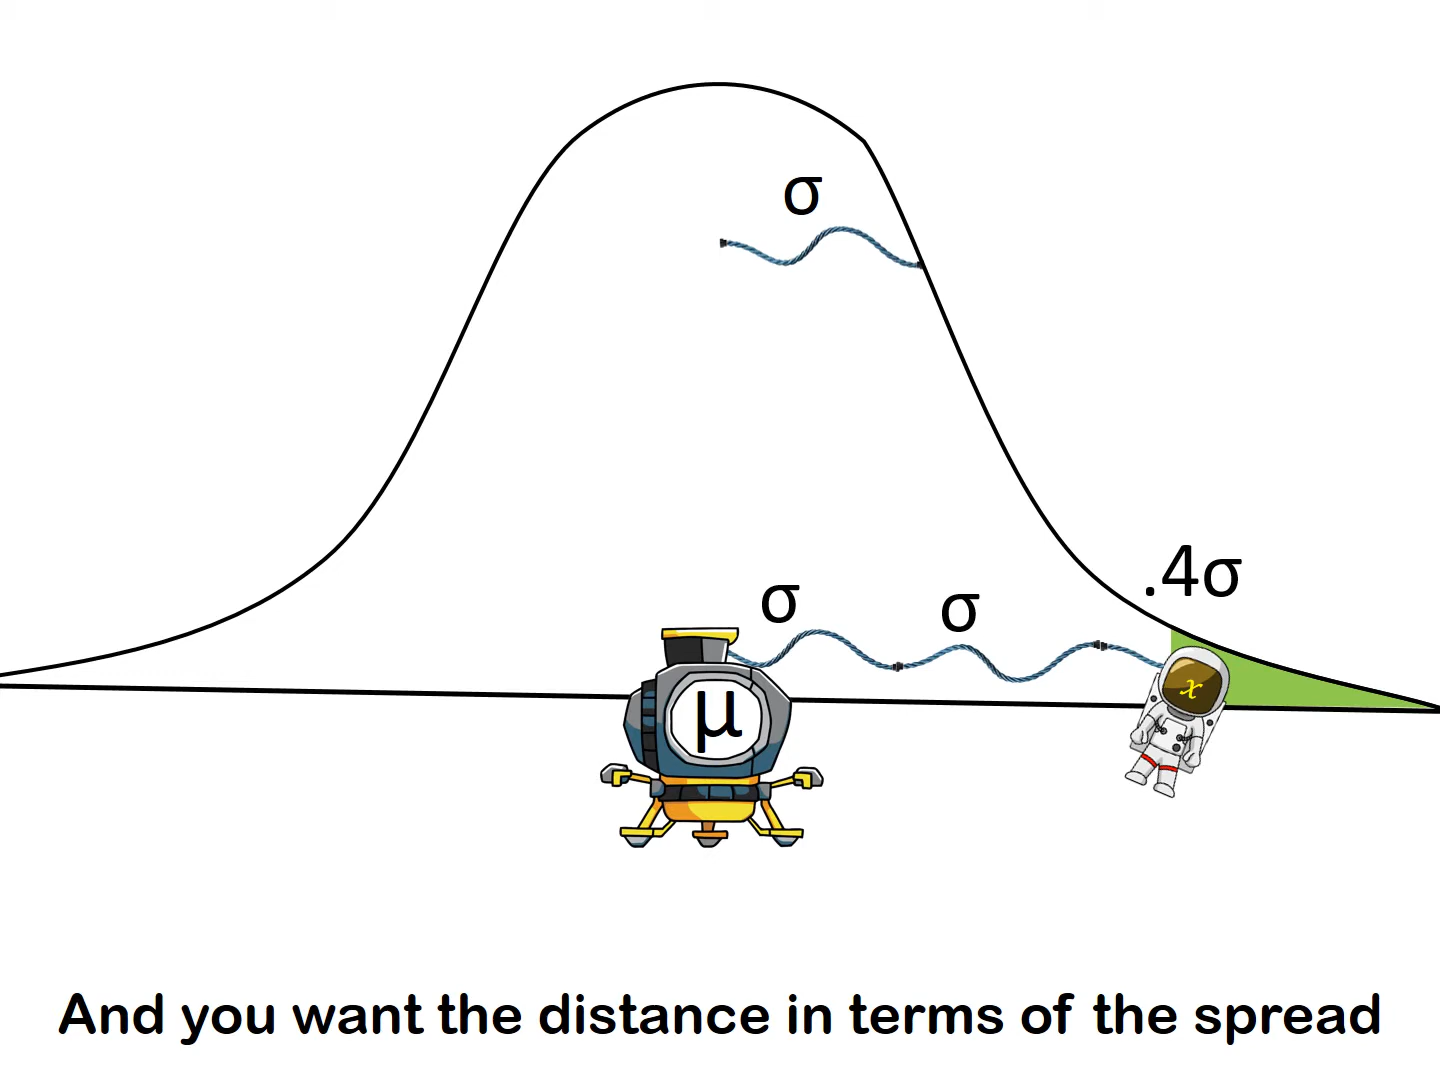 σ
.4σ
σ
σ
x
μ
And you want the distance in terms of the spread